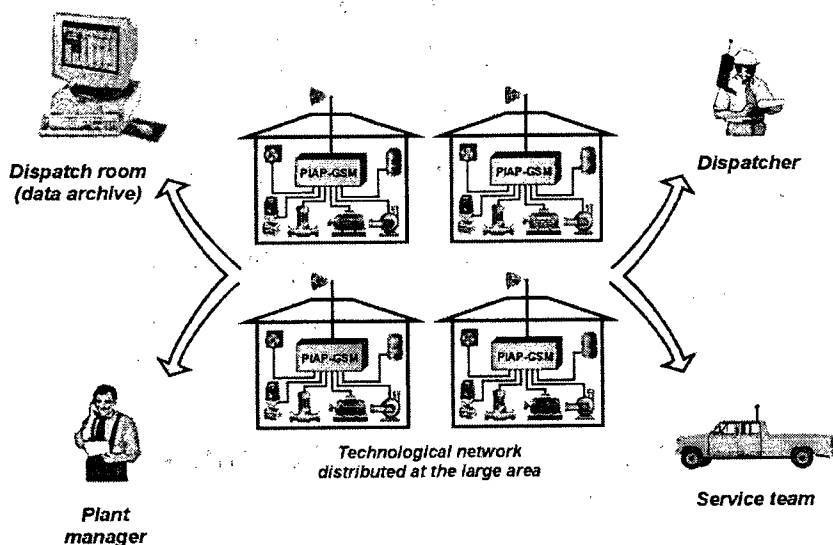 Dispatch room
(data archive)
PIAP-GSM
PIAP-GSM
Dispatcher
PIAP-GSM
PIAP-GSM
Technological network
distributed at the large area
Plant
manager
Service team